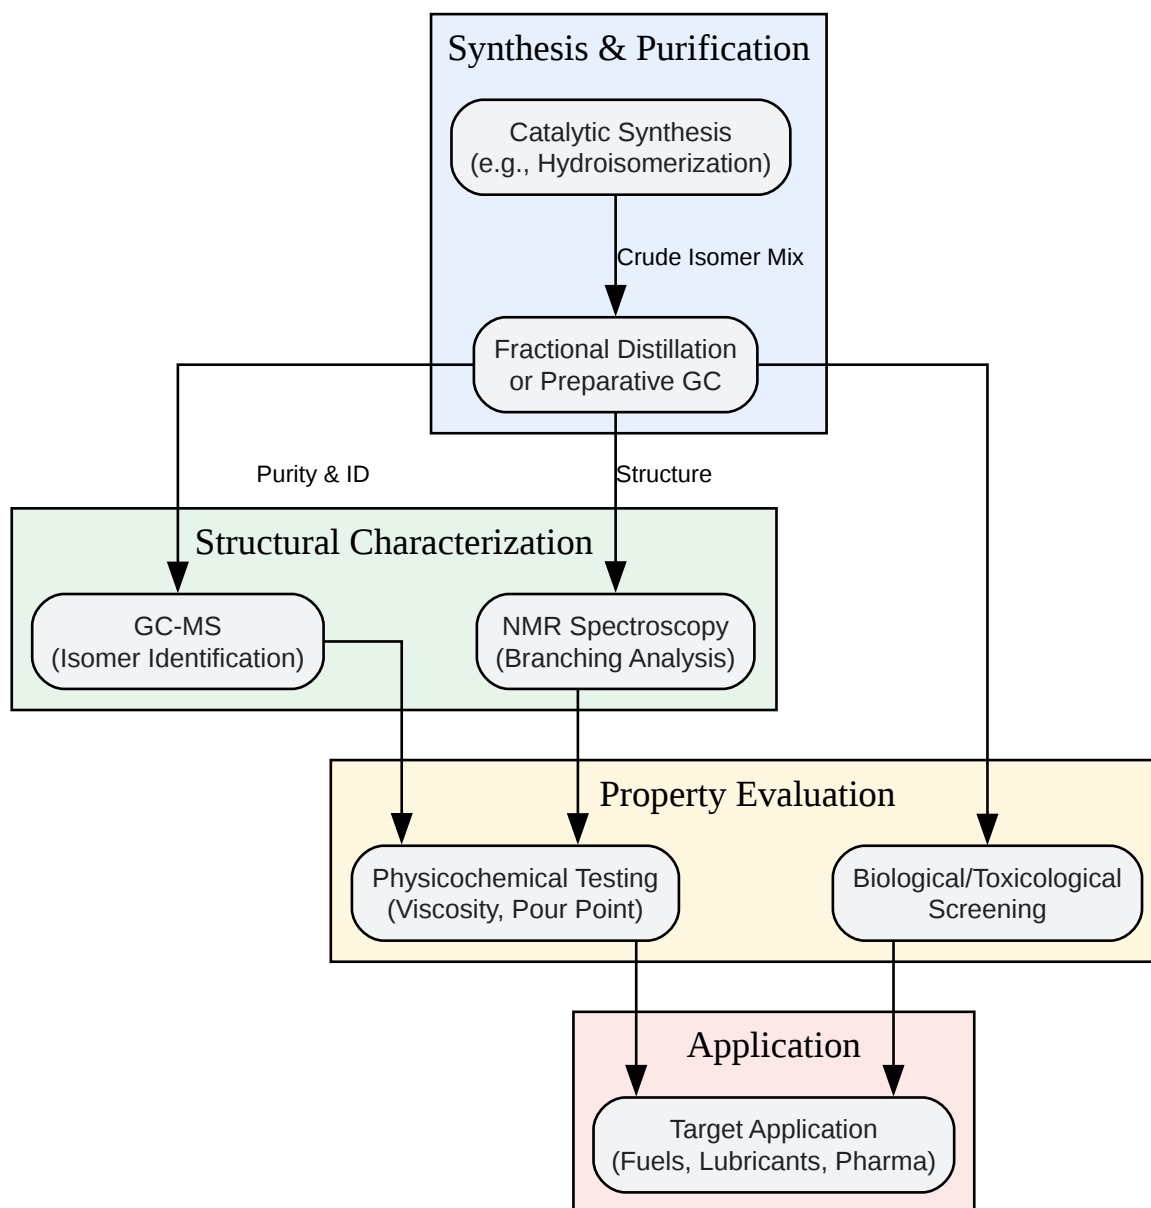 Synthesis & Purification
Catalytic Synthesis
(e.g., Hydroisomerization)
Crude Isomer Mix
Fractional Distillation
or Preparative GC
Purity & ID
Structure
Structural Characterization
GC-MS
(Isomer Identification)
NMR Spectroscopy
(Branching Analysis)
Property Evaluation
Physicochemical Testing
(Viscosity, Pour Point)
Biological/Toxicological
Screening
Application
Target Application
(Fuels, Lubricants, Pharma)